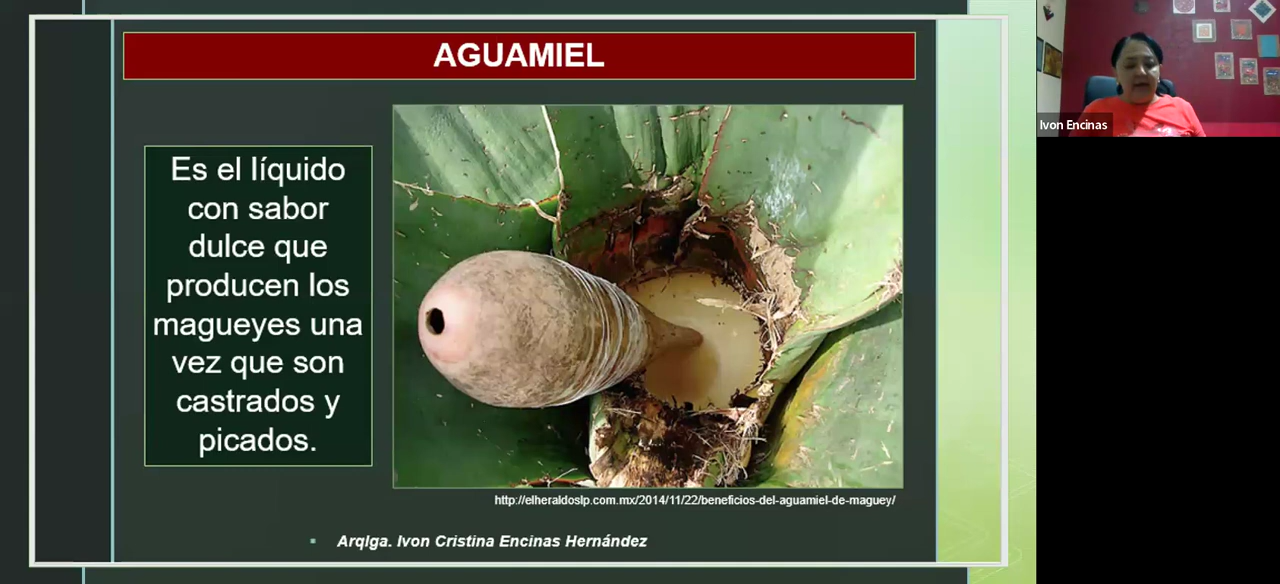 AGUAMIEL
Ivon Encinas
Es el líquido
con sabor
dulce que
producen los
magueyes una
vez que son
castrados y
picados.
http://elheraldoslp.com.mx/2014/11/22/beneficios-del-aguamiel-de-maguey/
Arqlga. Ivon Cristina Encinas Hernández